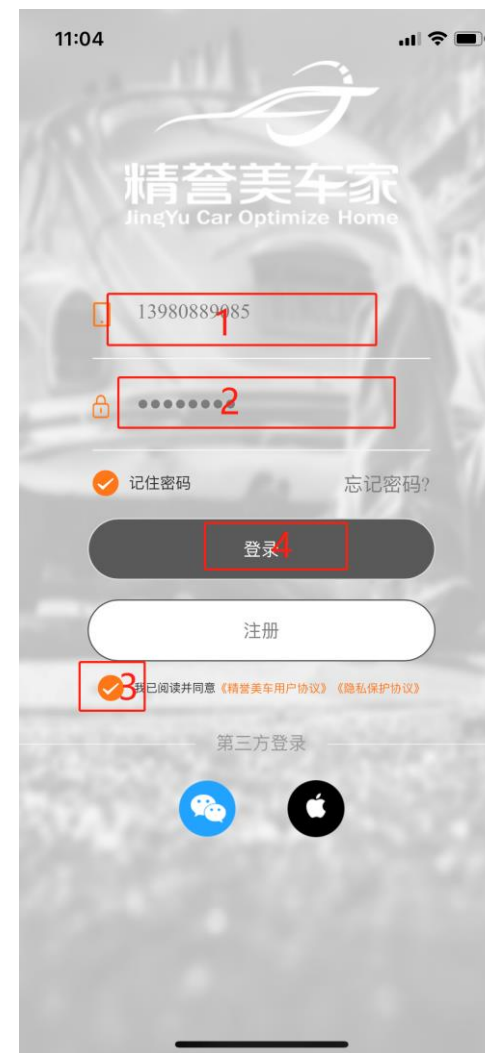 11:04
精誉美车家
JingYu Car Optimize Home
13980889085
1
2
记住密码
忘记密码?
登录
4
注册
3
我已阅读并同意《精誉美车用户协议》《隐私保护协议》
第三方登录